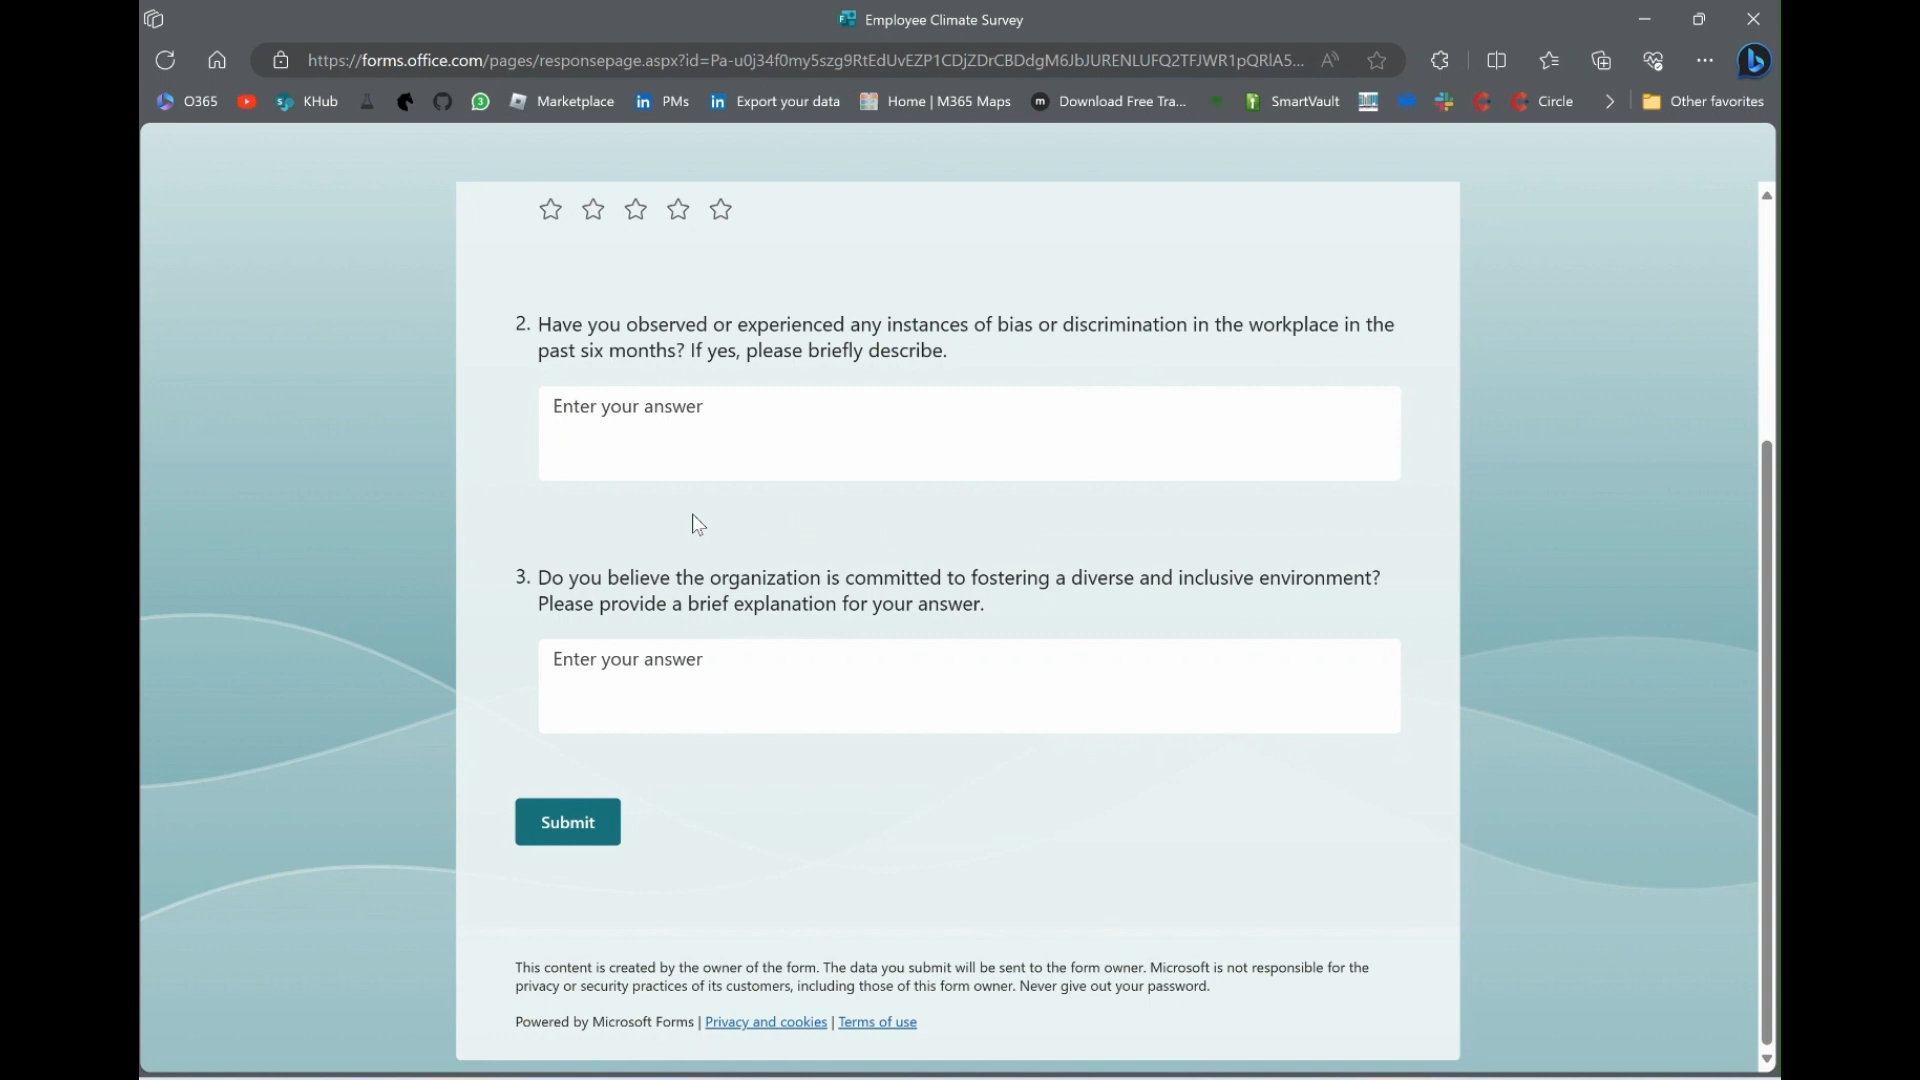 Employee Climate Survey
https://forms.office.com/pages/responsepage.aspx?id=Pa-u0j34f0my5szg9RtEdUvEZP1CDjZDrCBDdgM6JbJURENLUFQ2TFJWR1pQRlA5...
O365 KHub 3 Marketplace PMs Export your data Home | M365 Maps Download Free Tra... SmartVault Circle Other favorites
2. Have you observed or experienced any instances of bias or discrimination in the workplace in the
past six months? If yes, please briefly describe.
Enter your answer
3. Do you believe the organization is committed to fostering a diverse and inclusive environment?
Please provide a brief explanation for your answer.
Enter your answer
Submit
This content is created by the owner of the form. The data you submit will be sent to the form owner. Microsoft is not responsible for the
privacy or security practices of its customers, including those of this form owner. Never give out your password.
Powered by Microsoft Forms | Privacy and cookies | Terms of use